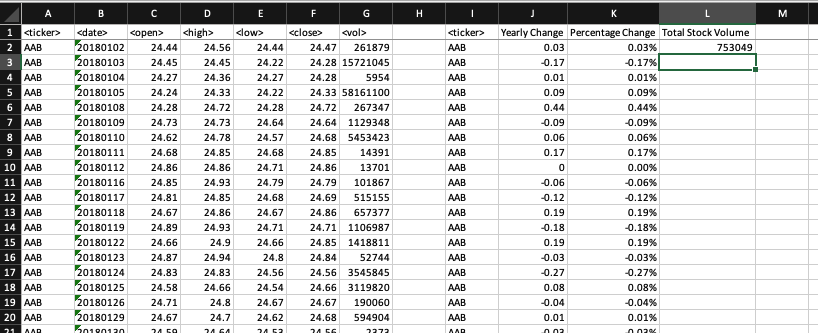 A B C D E F G H I J K L M
1 <ticker> <date> <open> <high> <low> <close> <vol> <ticker> Yearly Change Percentage Change Total Stock Volume
2 AAB 20180102 24.44 24.56 24.44 24.47 261879 AAB 0.03 0.03% 753049
3 AAB 20180103 24.45 24.45 24.22 24.28 15721045 AAB -0.17 -0.17%
4 AAB 20180104 24.27 24.36 24.27 24.28 5954 AAB 0.01 0.01%
5 AAB 20180105 24.24 24.33 24.22 24.33 58161100 AAB 0.09 0.09%
6 AAB 20180108 24.28 24.72 24.28 24.72 267347 AAB 0.44 0.44%
7 AAB 20180109 24.73 24.73 24.64 24.64 1129348 AAB -0.09 -0.09%
8 AAB 20180110 24.62 24.78 24.57 24.68 5453423 AAB 0.06 0.06%
9 AAB 20180111 24.68 24.85 24.68 24.85 14391 AAB 0.17 0.17%
10 AAB 20180112 24.86 24.86 24.71 24.86 13701 AAB 0 0.00%
11 AAB 20180116 24.85 24.93 24.79 24.79 101867 AAB -0.06 -0.06%
12 AAB 20180117 24.81 24.85 24.68 24.69 515155 AAB -0.12 -0.12%
13 AAB 20180118 24.67 24.86 24.67 24.86 657377 AAB 0.19 0.19%
14 AAB 20180119 24.89 24.93 24.71 24.71 1106987 AAB -0.18 -0.18%
15 AAB 20180122 24.66 24.9 24.66 24.85 1418811 AAB 0.19 0.19%
16 AAB 20180123 24.87 24.94 24.8 24.84 52744 AAB -0.03 -0.03%
17 AAB 20180124 24.83 24.83 24.56 24.56 3545845 AAB -0.27 -0.27%
18 AAB 20180125 24.58 24.66 24.54 24.66 3119820 AAB 0.08 0.08%
19 AAB 20180126 24.71 24.8 24.67 24.67 190060 AAB -0.04 -0.04%
20 AAB 20180129 24.67 24.7 24.62 24.68 594904 AAB 0.01 0.01%
21 AAB 20180130 24.59 24.64 24.53 24.56 2373 AAB -0.03 -0.03%